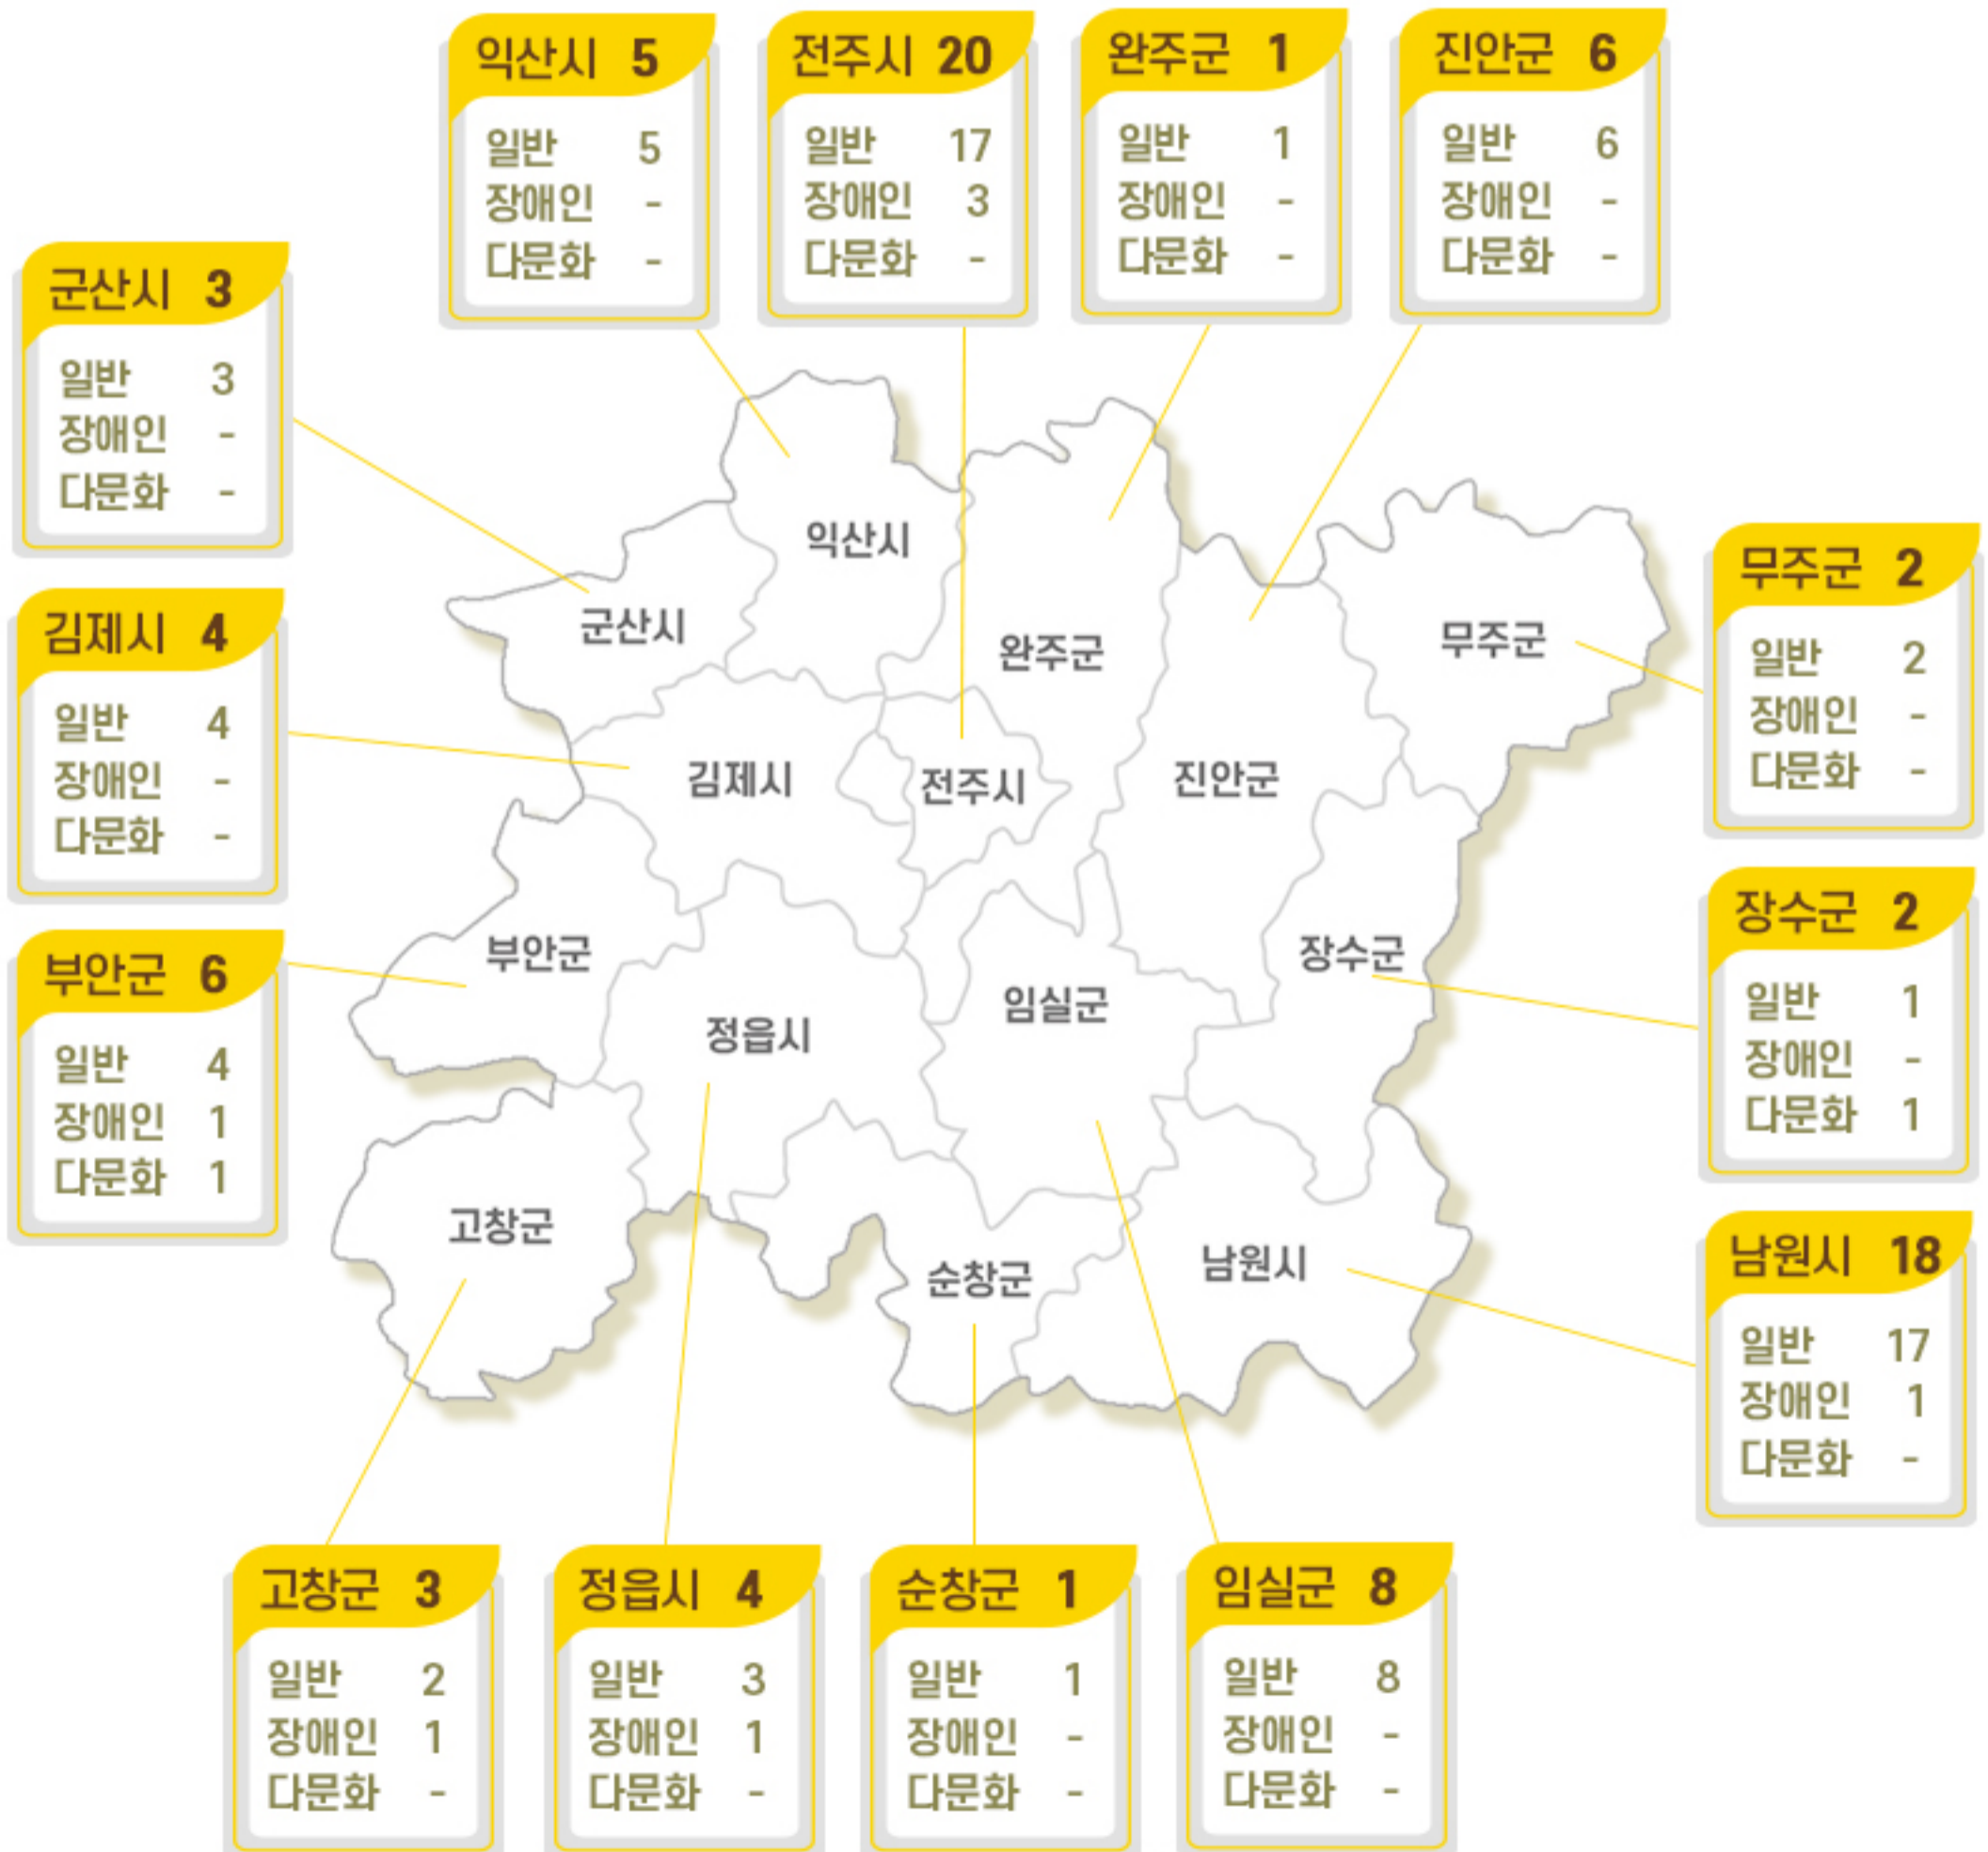 익산시 5
일반 5
장애인 -
다문화 -
전주시 20
일반 17
장애인 3
다문화 -
완주군 1
일반 1
장애인 -
다문화 -
진안군 6
일반 6
장애인 -
다문화 -
군산시 3
일반 3
장애인 -
다문화 -
김제시 4
일반 4
장애인 -
다문화 -
부안군 6
일반 4
장애인 1
다문화 1
익산시
군산시
완주군
무주군
김제시
전주시
진안군
부안군
장수군
임실군
정읍시
고창군
남원시
순창군
무주군 2
일반 2
장애인 -
다문화 -
장수군 2
일반 1
장애인 -
다문화 1
남원시 18
일반 17
장애인 1
다문화 -
고창군 3
일반 2
장애인 1
다문화 -
정읍시 4
일반 3
장애인 1
다문화 -
순창군 1
일반 1
장애인 -
다문화 -
임실군 8
일반 8
장애인 -
다문화 -